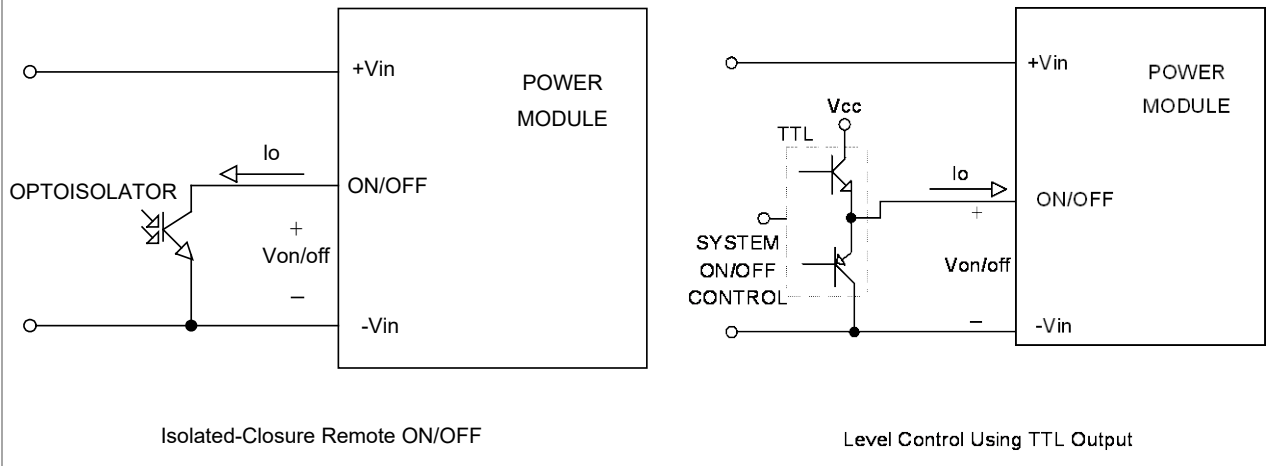 +Vin
POWER
MODULE
Io
ON/OFF
OPTOISOLATOR
+
Von/off
−
-Vin
Isolated-Closure Remote ON/OFF
+Vin
POWER
MODULE
Vcc
TTL
Io
ON/OFF
+
SYSTEM
ON/OFF
CONTROL
Von/off
−
-Vin
Level Control Using TTL Output